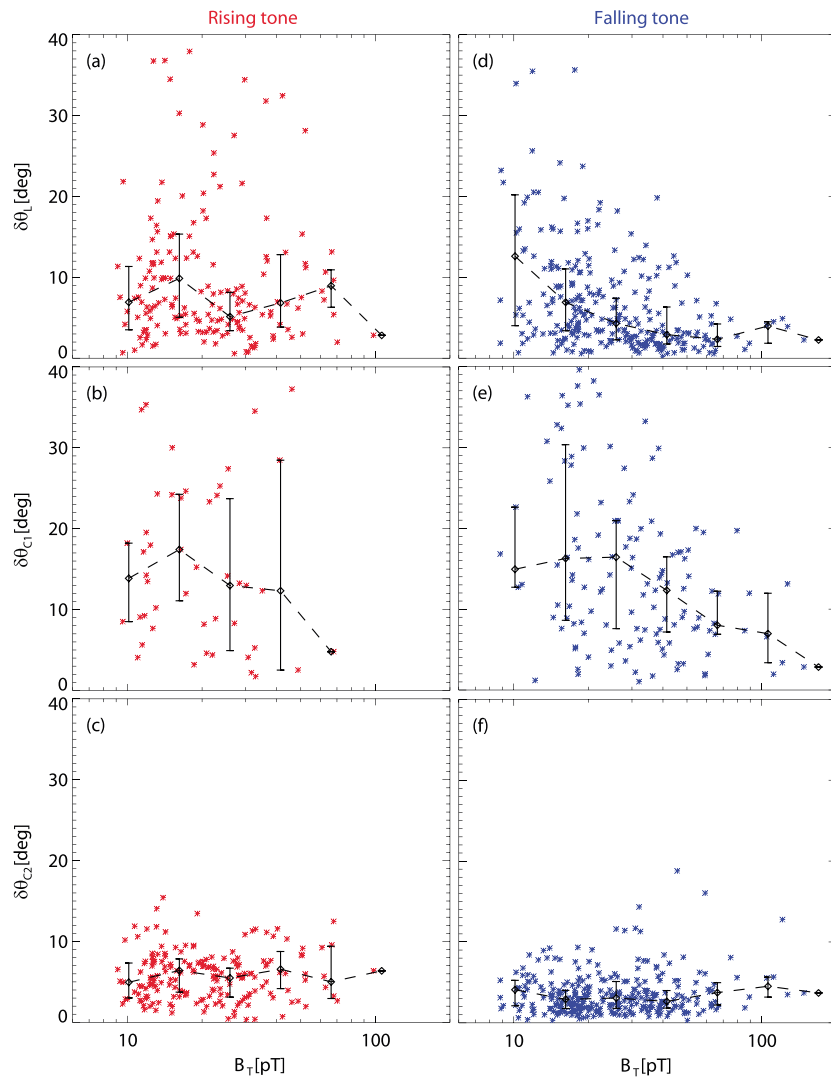 Rising tone
Falling tone
(a)
(d)
40
30
20
10
0
δθL[deg]
(b)
(e)
40
30
20
10
0
δθC1[deg]
(c)
(f)
40
30
20
10
0
δθC2[deg]
10
100
10
100
BT[pT]
BT[pT]